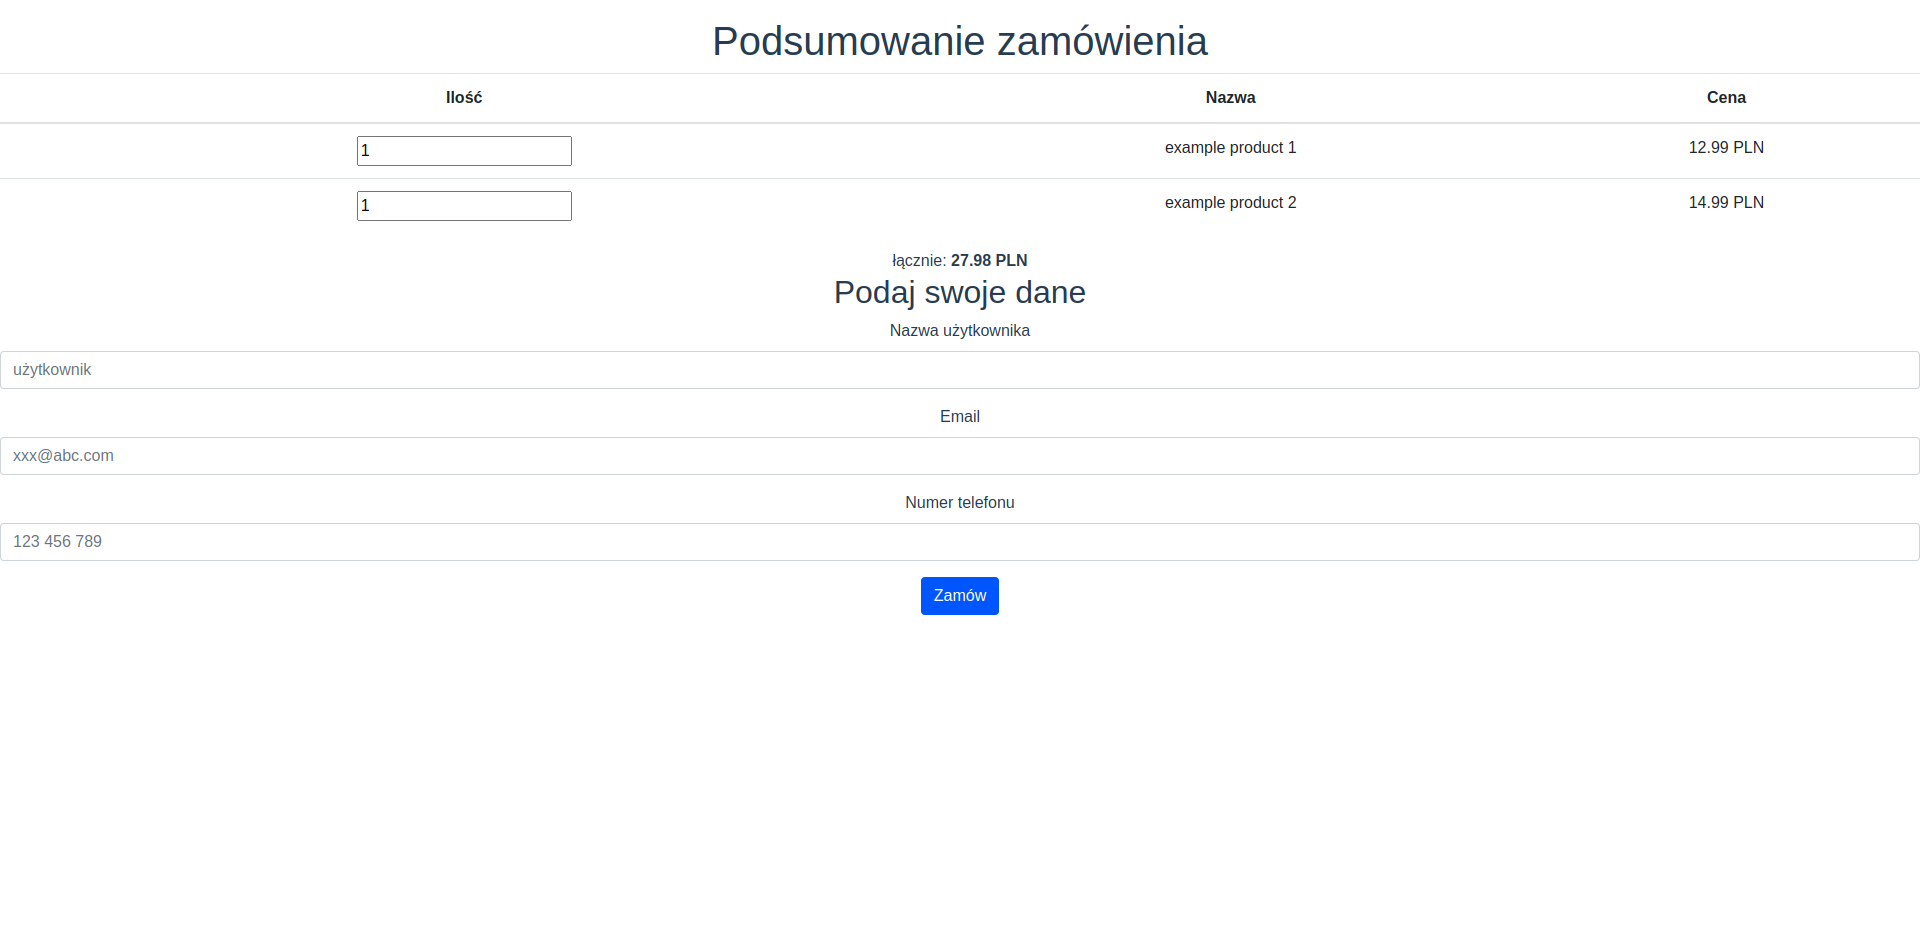 Podsumowanie zamówienia
Ilość Nazwa Cena
1 example product 1 12.99 PLN
1 example product 2 14.99 PLN
łącznie: 27.98 PLN
Podaj swoje dane
Nazwa użytkownika
użytkownik
Email
xxx@abc.com
Numer telefonu
123 456 789
Zamów